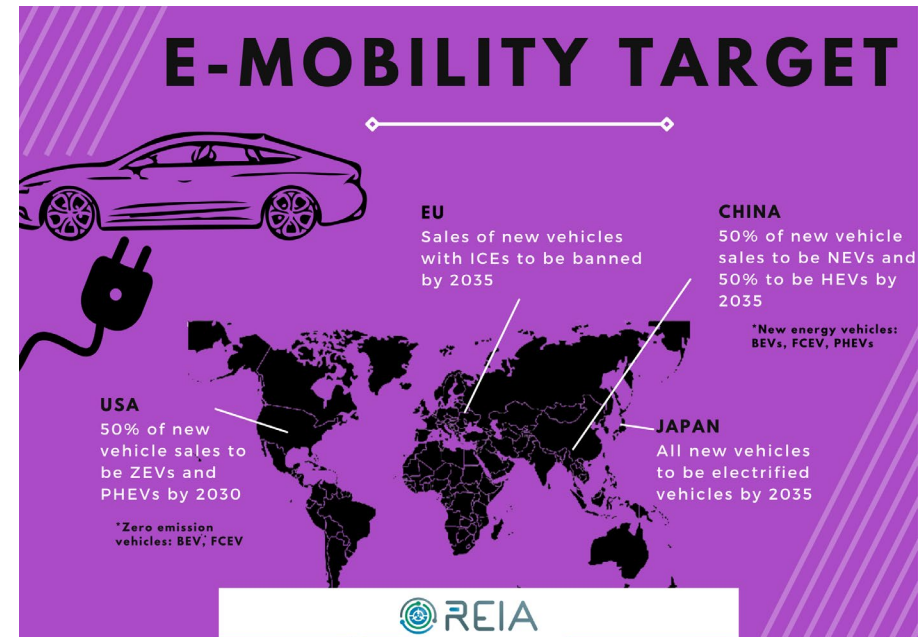 E-MOBILITY TARGET
EU
Sales of new vehicles
with ICEs to be banned
by 2035
CHINA
50% of new vehicle
sales to be NEVs and
50% to be HEVs by
2035
*New energy vehicles:
BEVs, FCEV, PHEVs
USA
50% of new
vehicle sales to
be ZEVs and
PHEVs by 2030
*Zero emission
vehicles: BEV, FCEV
JAPAN
All new vehicles
to be electrified
vehicles by 2035
REIA